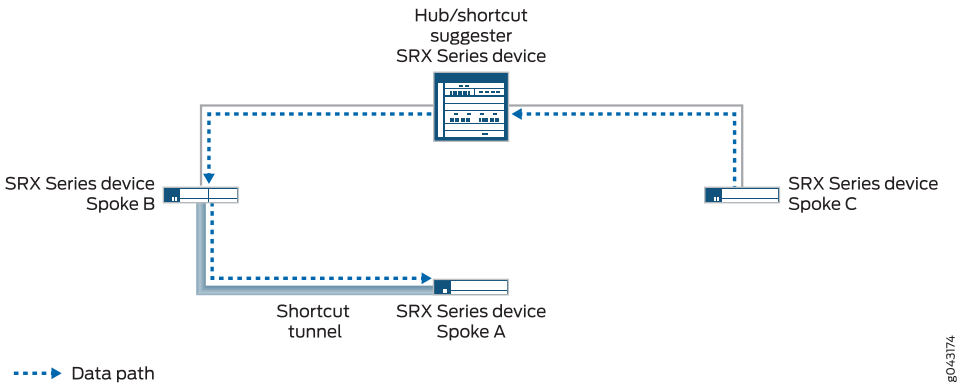 Hub/shortcut
suggester
SRX Series device
SRX Series device
Spoke B
SRX Series device
Spoke C
Shortcut
tunnel
SRX Series device
Spoke A
Data path
g043174